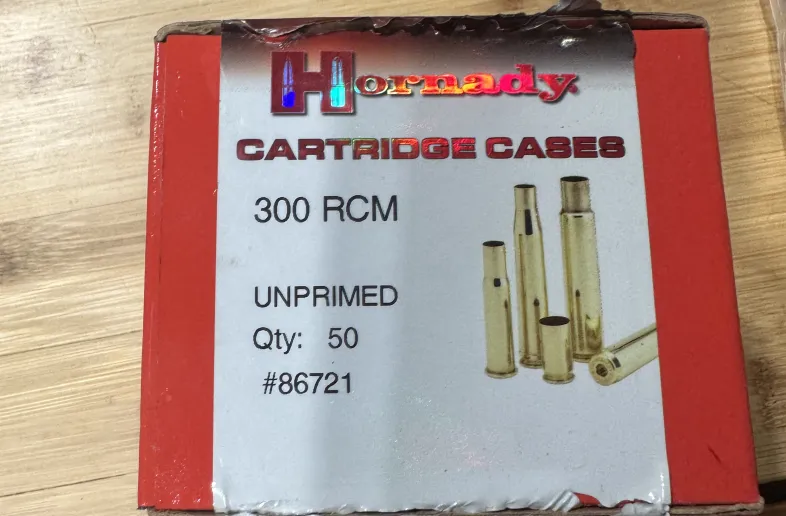 Hornady
CARTRIDGE CASES
300 RCM
UNPRIMED
Qty: 50
#86721